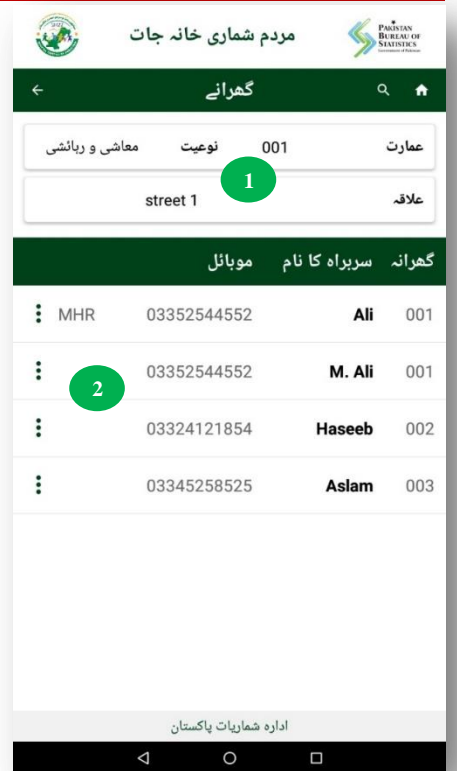 مردم شماری خانہ جات
PAKISTAN
BUREAU OF
STATISTICS
گھرانے
عمارت 001 نوعیت معاشی و رہائشی
1
علاقہ street 1
گھرانہ سربراہ کا نام موبائل
001 Ali 03352544552 MHR
001 M. Ali 03352544552
2
002 Haseeb 03324121854
003 Aslam 03345258525
ادارہ شماریات پاکستان